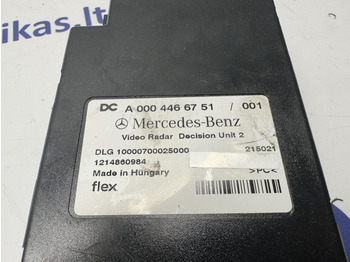 ikas.lt
DC A 000 446 67 51 / 001
Mercedes-Benz
Video Radar Decision Unit 2
DLG 10000700025000 215021
1214860984
Made in Hungary >PC<
flex